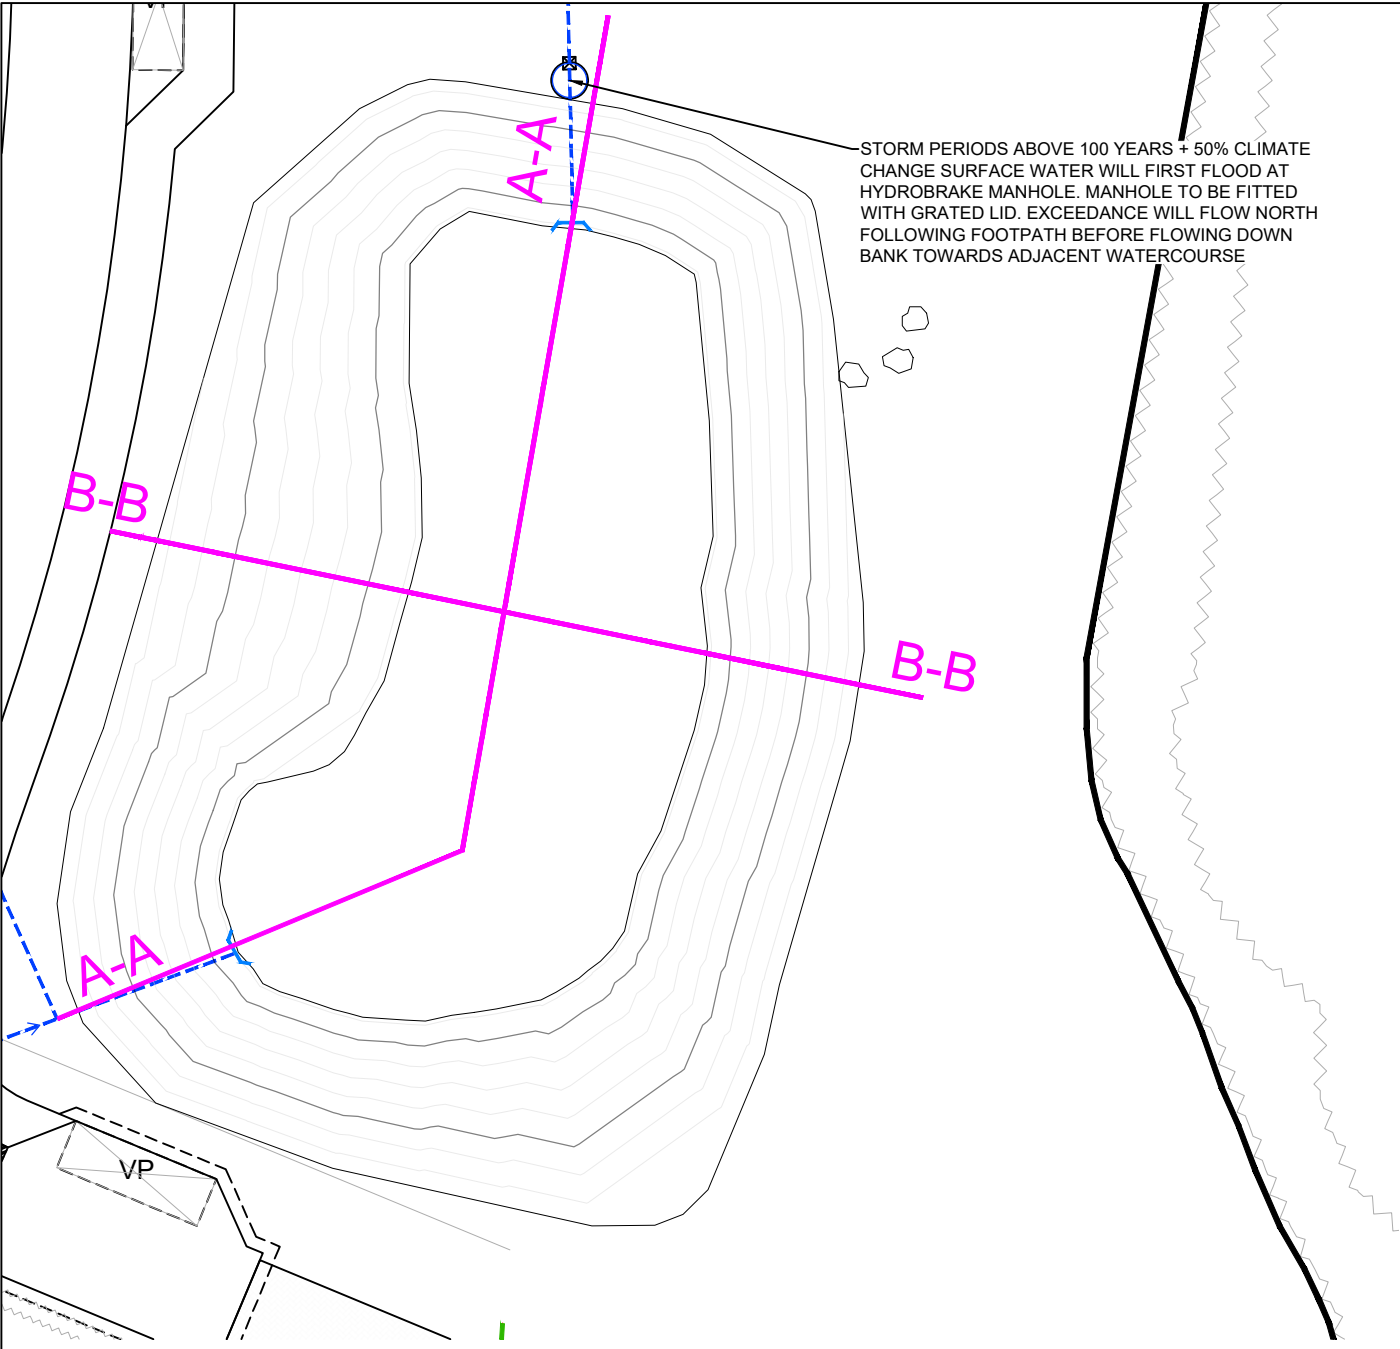 A-A
STORM PERIODS ABOVE 100 YEARS + 50% CLIMATE
CHANGE SURFACE WATER WILL FIRST FLOOD AT
HYDROBRAKE MANHOLE. MANHOLE TO BE FITTED
WITH GRATED LID. EXCEEDANCE WILL FLOW NORTH
FOLLOWING FOOTPATH BEFORE FLOWING DOWN
BANK TOWARDS ADJACENT WATERCOURSE
B-B
B-B
A-A
VP